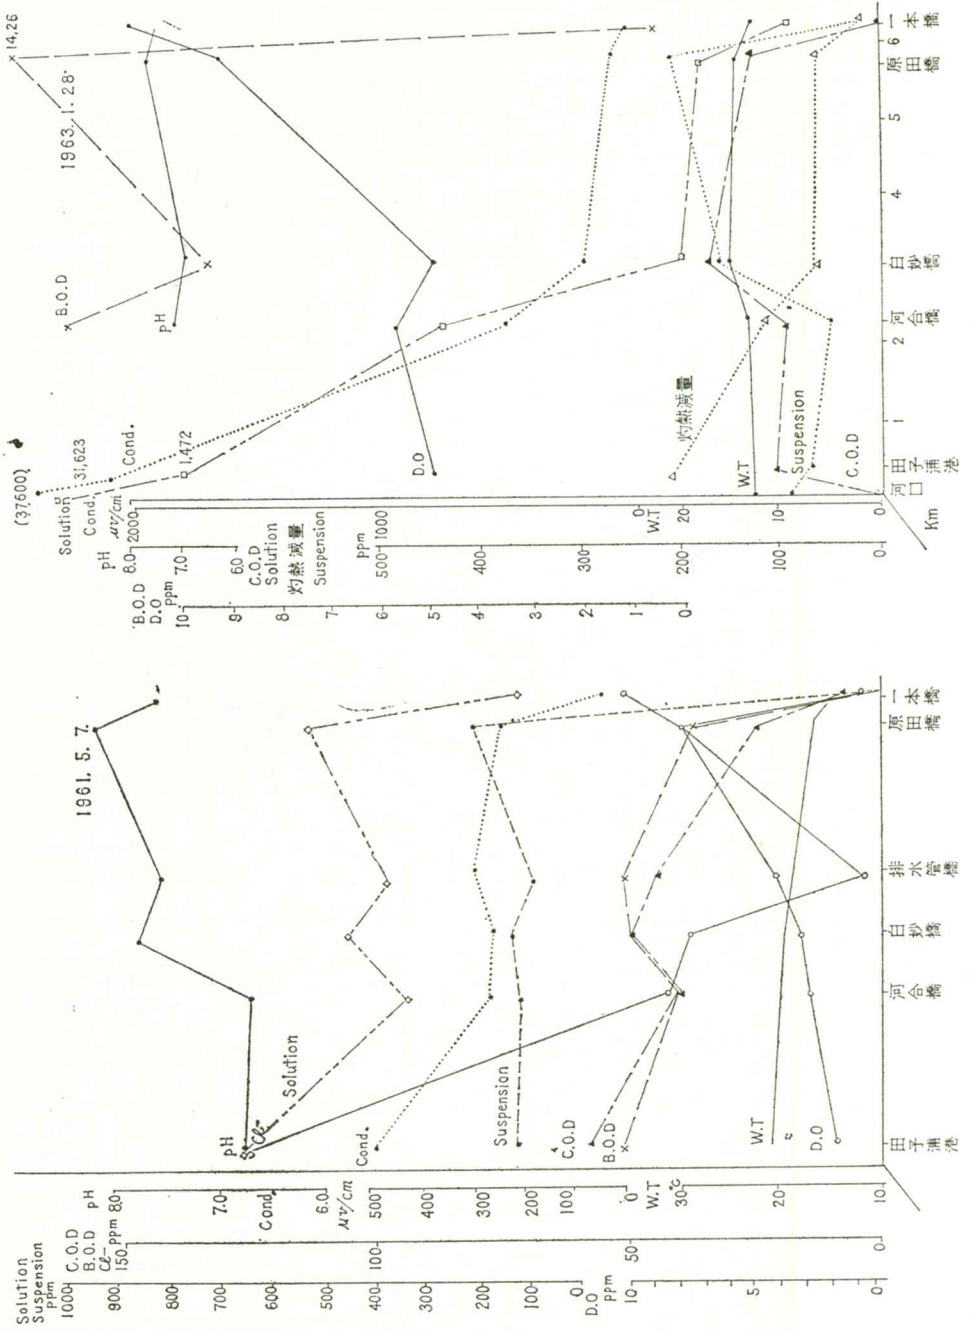 1961. 5. 7.
Solution
Suspension
ppm
1000
900
800
700
600
500
400
300
200
100
0
C.O.D
B.O.D
Cl-
150 ppm
100
50
0
D.O
ppm
10
5
0
pH
8.0
7.0
6.0
Cond.
μv/cm
500
400
300
200
100
0
W.T
°C
30
20
10
pH
Cl-
Solution
Cond.
Suspension
C.O.D
B.O.D
W.T
D.O
田子浦港
河合橋
白妙橋
排水管橋
原田橋
一本橋
1963. 1. 28
14,26
B.O.D
pH
(37,600)
31,623
Cond.
1,472
D.O
灼熱減量
W.T
Suspension
C.O.D
B.O.D
D.O
ppm
10
9
8
7
6
5
4
3
2
1
0
Solution
Cond.
pH
μv/cm
8.0
7.0
6.0
2000
1000
0
C.O.D
Solution
灼熱減量
Suspension
ppm
500
400
300
200
100
0
W.T
20
10
0
Km
河口
田子浦港
1
2
河合橋
白妙橋
4
5
原田橋
6
一本橋